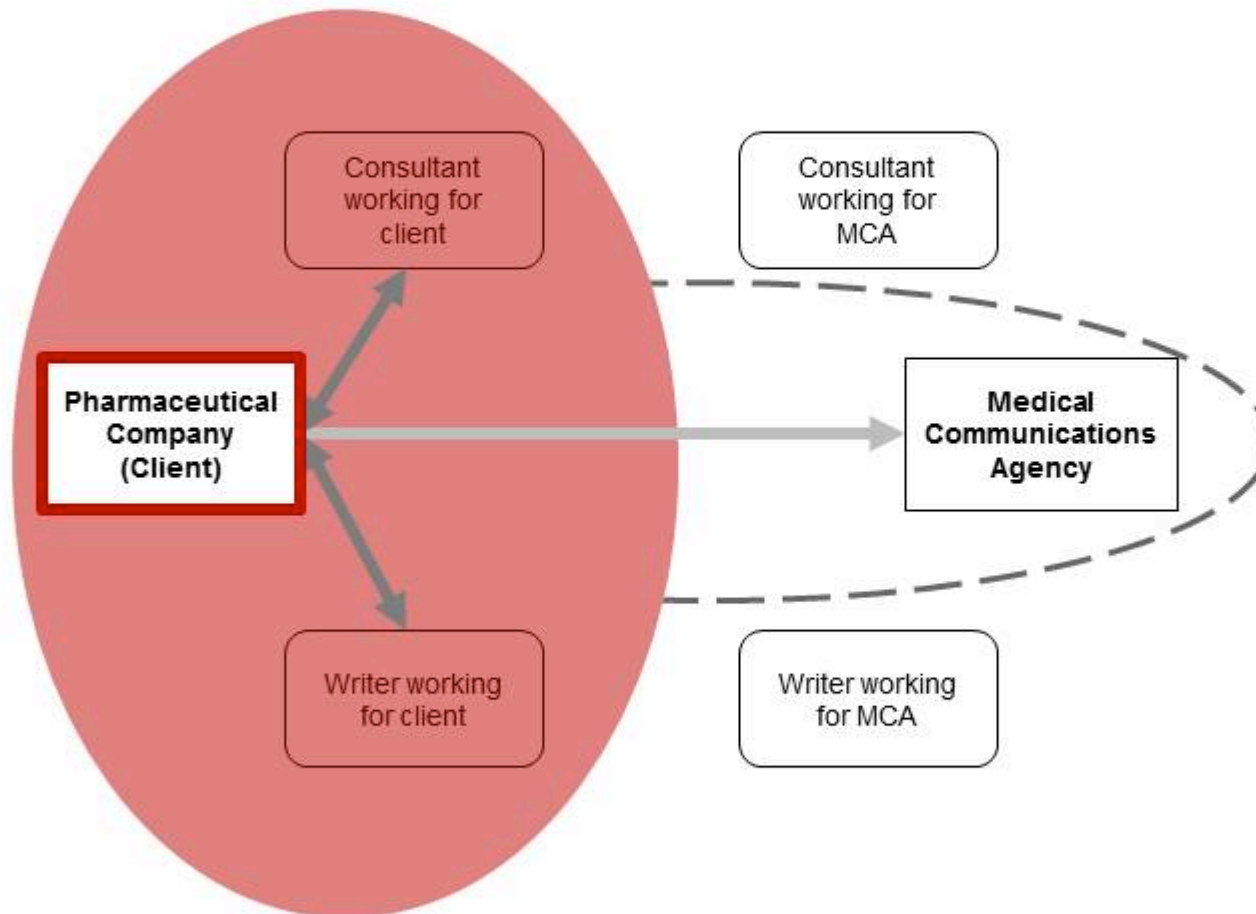 Consultant
working for
client
Consultant
working for
MCA
Pharmaceutical
Company
(Client)
Medical
Communications
Agency
Writer working
for client
Writer working
for MCA